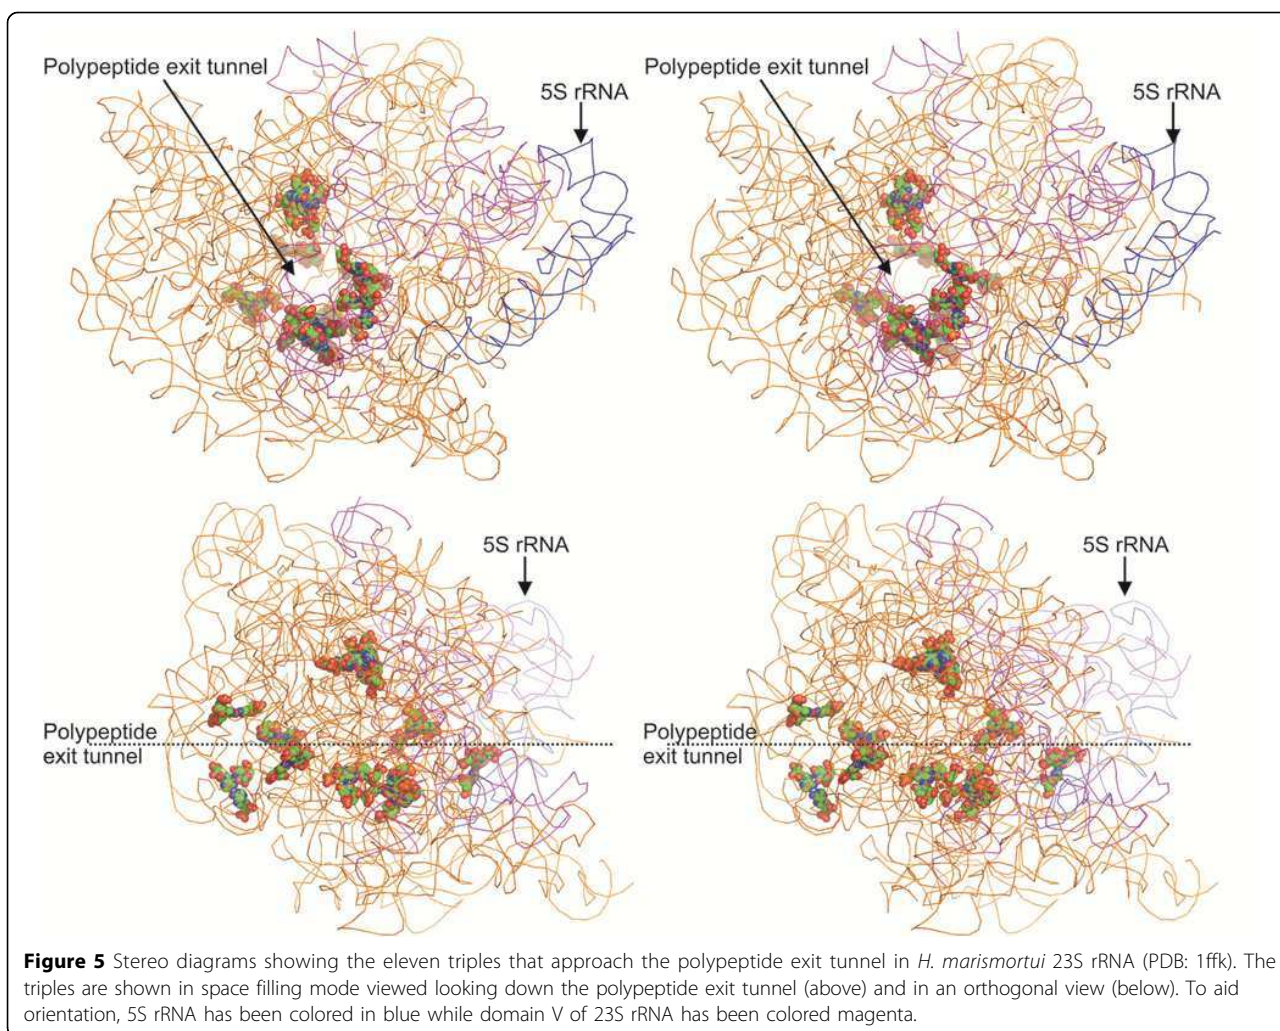 Polypeptide exit tunnel
5S rRNA
Polypeptide exit tunnel
5S rRNA
5S rRNA
Polypeptide
exit tunnel
5S rRNA
Polypeptide
exit tunnel
Figure 5 Stereo diagrams showing the eleven triples that approach the polypeptide exit tunnel in H. marismortui 23S rRNA (PDB: 1ffk). The
triples are shown in space filling mode viewed looking down the polypeptide exit tunnel (above) and in an orthogonal view (below). To aid
orientation, 5S rRNA has been colored in blue while domain V of 23S rRNA has been colored magenta.